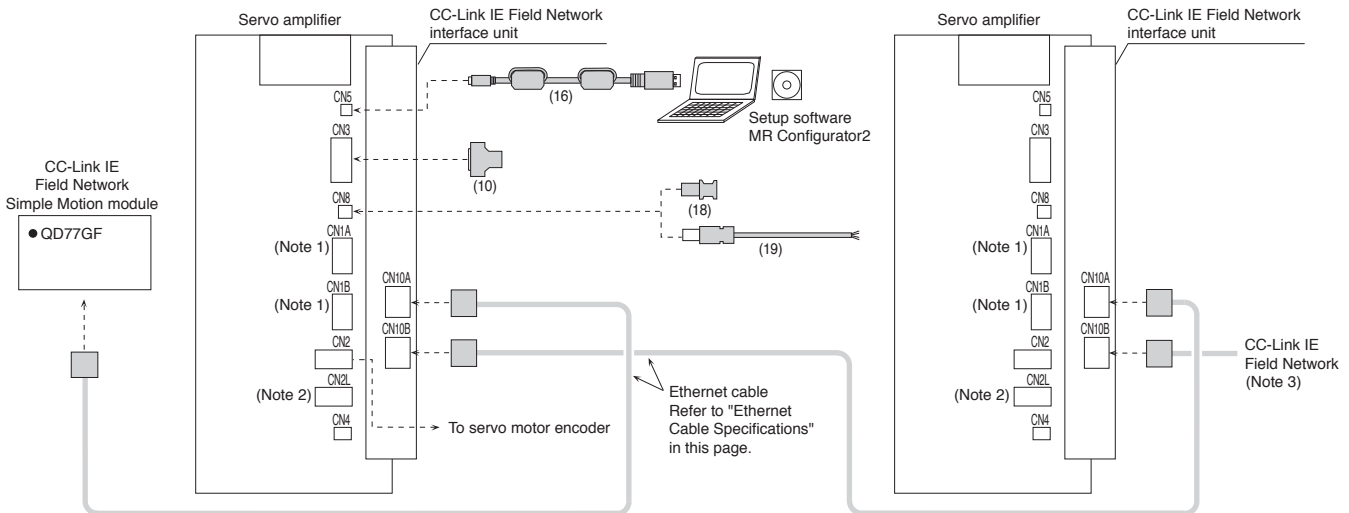 Servo amplifier
CC-Link IE Field Network
interface unit
CN5
(16)
Setup software
MR Configurator2
CN3
(10)
CN8
(18)
(19)
CC-Link IE
Field Network
Simple Motion module
● QD77GF
(Note 1)
CN1A
(Note 1)
CN1B
CN2
(Note 2)
CN2L
CN4
CN10A
CN10B
To servo motor encoder
Ethernet cable
Refer to "Ethernet
Cable Specifications"
in this page.
Servo amplifier
CC-Link IE Field Network
interface unit
CN5
CN3
CN8
CN1A
(Note 1)
CN1B
(Note 1)
CN2
CN2L
(Note 2)
CN4
CN10A
CN10B
CC-Link IE
Field Network
(Note 3)